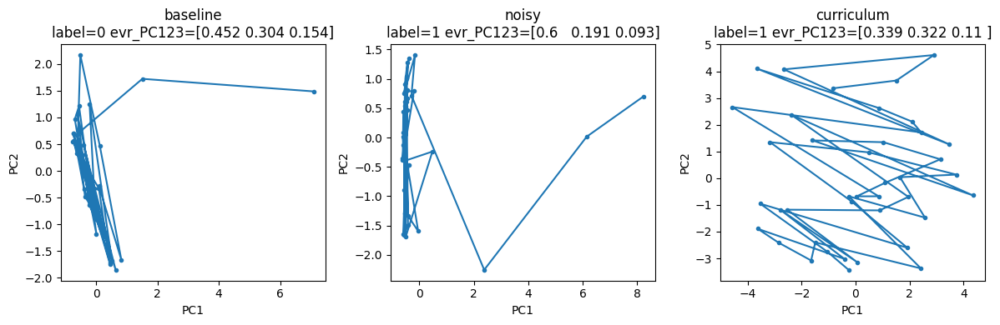 baseline
label=0 evr_PC123=[0.452 0.304 0.154]
2.0
1.5
1.0
0.5
0.0
−0.5
−1.0
−1.5
−2.0
0 2 4 6
PC1
PC2
noisy
label=1 evr_PC123=[0.6   0.191 0.093]
1.5
1.0
0.5
0.0
−0.5
−1.0
−1.5
−2.0
0 2 4 6 8
PC1
PC2
curriculum
label=1 evr_PC123=[0.339 0.322 0.11 ]
5
4
3
2
1
0
−1
−2
−3
−4 −2 0 2 4
PC1
PC2